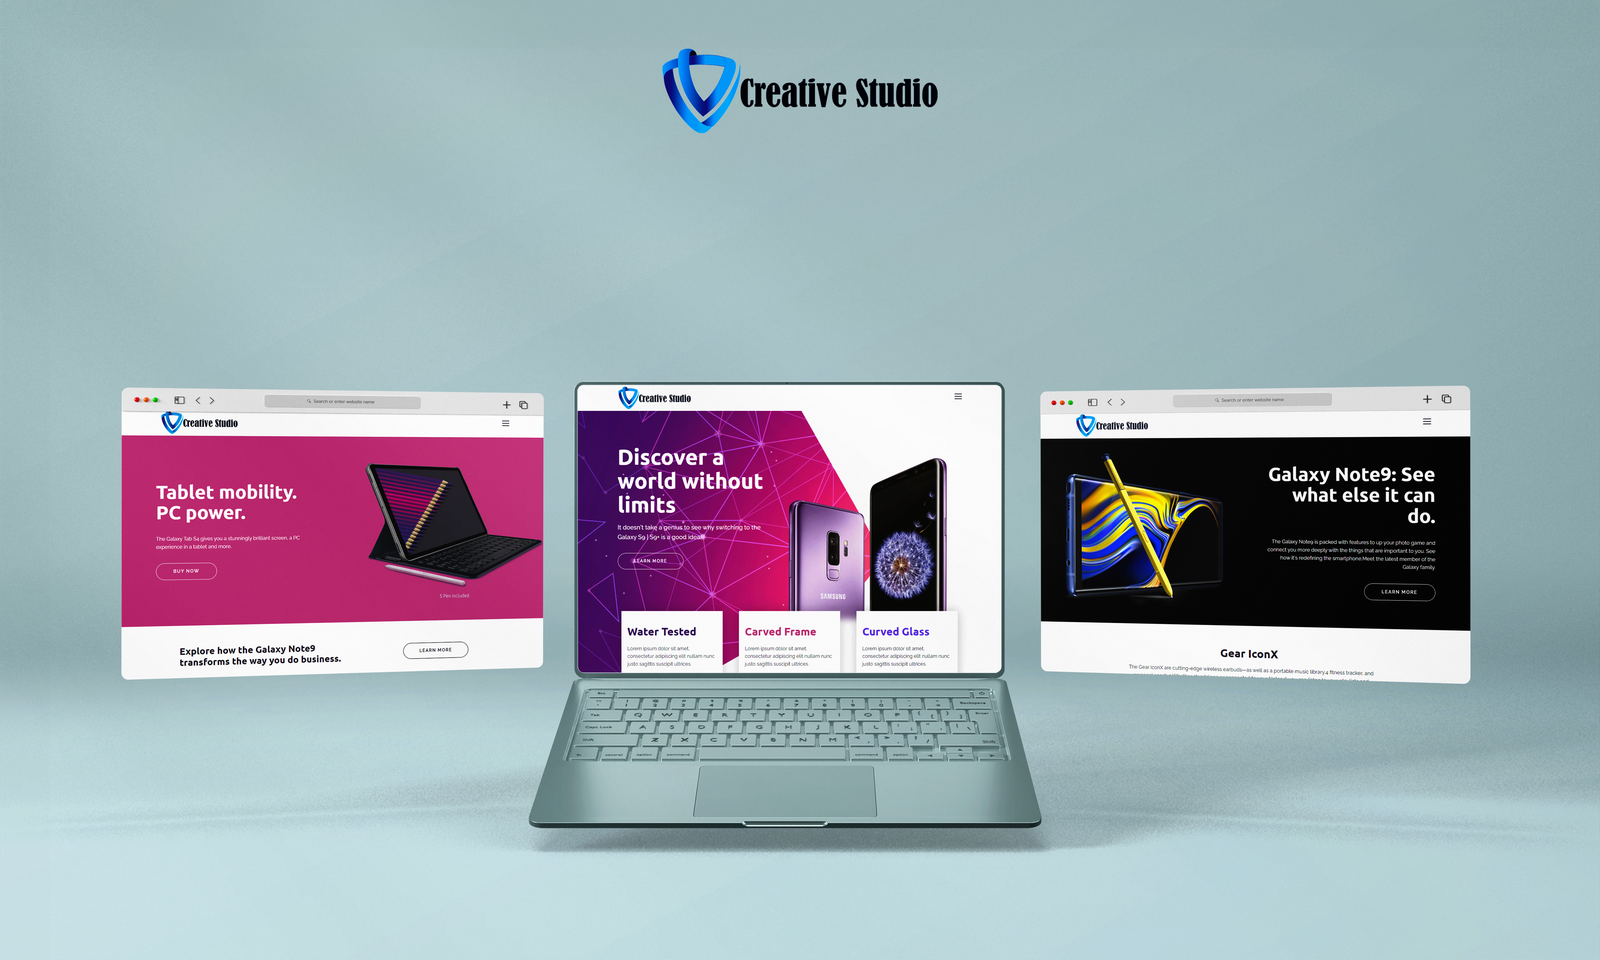 Creative Studio
Search or enter website name
Creative Studio
Tablet mobility.
PC power.
The Galaxy Tab S4 gives you a stunningly brilliant screen, a PC
experience in a tablet and more.
BUY NOW
S Pen included
Explore how the Galaxy Note9
transforms the way you do business.
LEARN MORE
Creative Studio
Discover a
world without
limits
It doesn't take a genius to see why switching to the
Galaxy S9 | S9+ is a good idea
LEARN MORE
SAMSUNG
Water Tested
Lorem ipsum dolor sit amet,
consectetur adipiscing elit nullam nunc
justo sagittis suscipit ultrices.
Carved Frame
Lorem ipsum dolor sit amet,
consectetur adipiscing elit nullam nunc
justo sagittis suscipit ultrices.
Curved Glass
Lorem ipsum dolor sit amet,
consectetur adipiscing elit nullam nunc
justo sagittis suscipit ultrices.
Search or enter website name
Creative Studio
Galaxy Note9: See
what else it can
do.
The Galaxy Note9 is packed with features to up your photo game and
connect you more deeply with the things that are important to you. See
how it's redefining the smartphone.Meet the latest member of the
Galaxy family.
LEARN MORE
Gear IconX
The Gear IconX are cutting-edge wireless earbuds—as well as a portable music library,4 fitness tracker, and
Backspace
Tab Q W E R T Y U I O P
Caps Lock A S D F G H J K L
Shift Z X C V B N M Shift